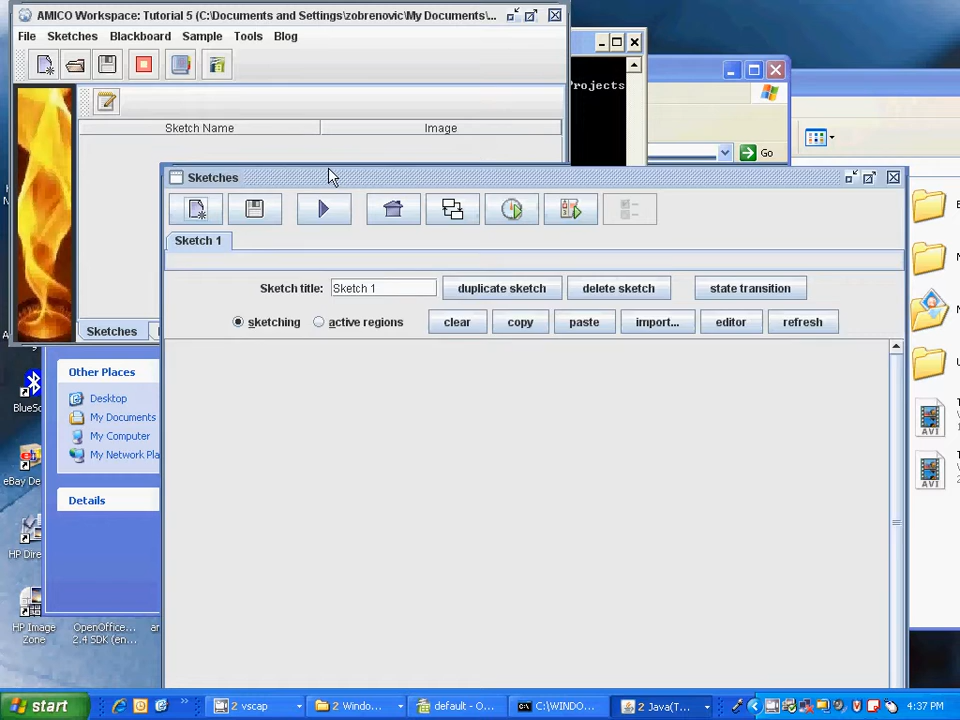 AMICO Workspace: Tutorial 5 (C:\Documents and Settings\zobrenovic\My Documents\...
File Sketches Blackboard Sample Tools Blog
rojects
Go
Sketch Name Image
Sketches
Sketch 1
Sketch title: Sketch 1 duplicate sketch delete sketch state transition
sketching active regions clear copy paste import... editor refresh
Sketches
Other Places
Desktop
My Documents
My Computer
My Network Pla
Details
BlueSo
eBay De
HP Dire
HP Image
Zone
OpenOffice...
2.4 SDK (en...
AVI
AVI
start 2 vscap 2 Windo... default - O... C:\WINDO... 2 Java(T... 4:37 PM